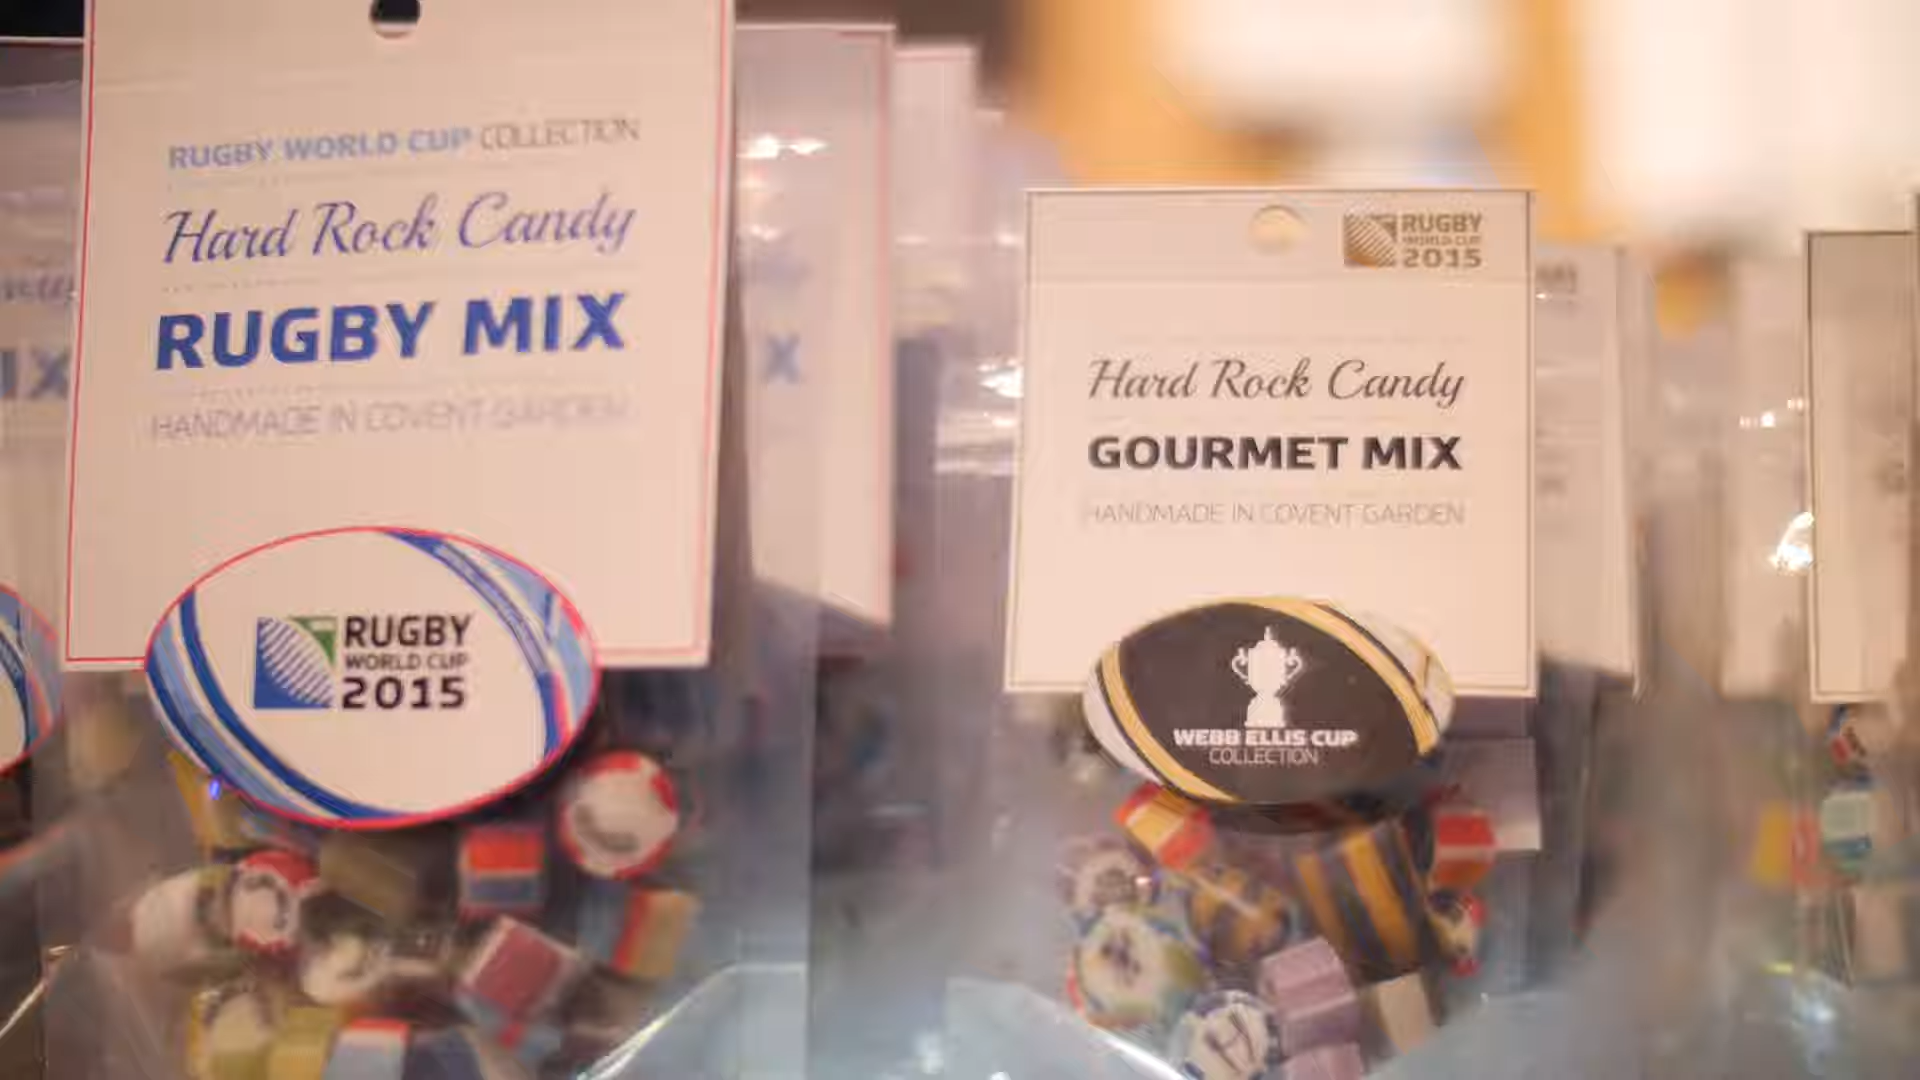 RUGBY WORLD CUP COLLECTION
Hard Rock Candy
RUGBY MIX
HANDMADE IN COVENT GARDEN
RUGBY
WORLD CUP
2015
RUGBY
WORLD CUP
2015
Hard Rock Candy
GOURMET MIX
HANDMADE IN COVENT GARDEN
WEBB ELLIS CUP
COLLECTION
IX
X